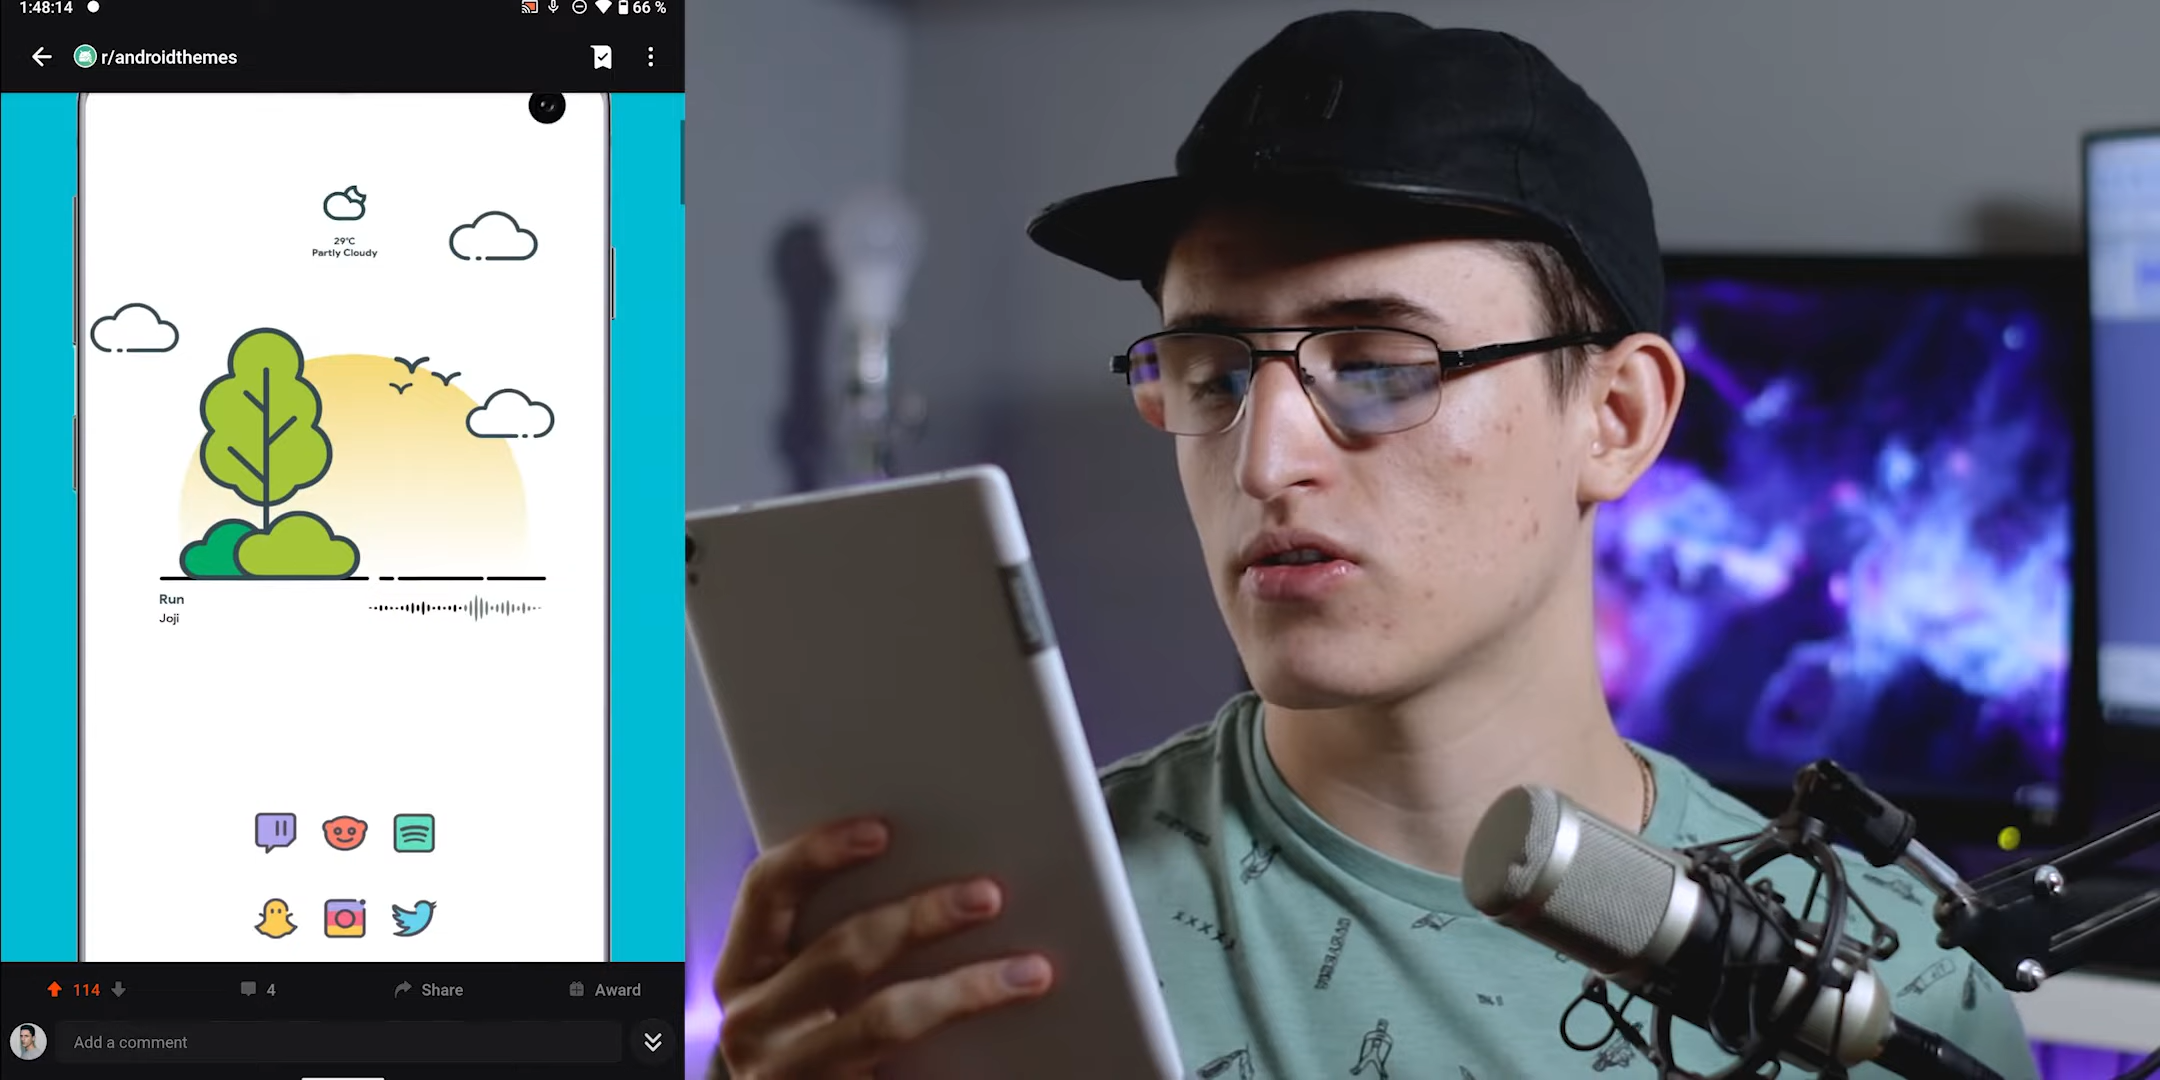 1:48:14
66 %
r/androidthemes
29°C
Partly Cloudy
Run
Joji
114
4
Share
Award
Add a comment